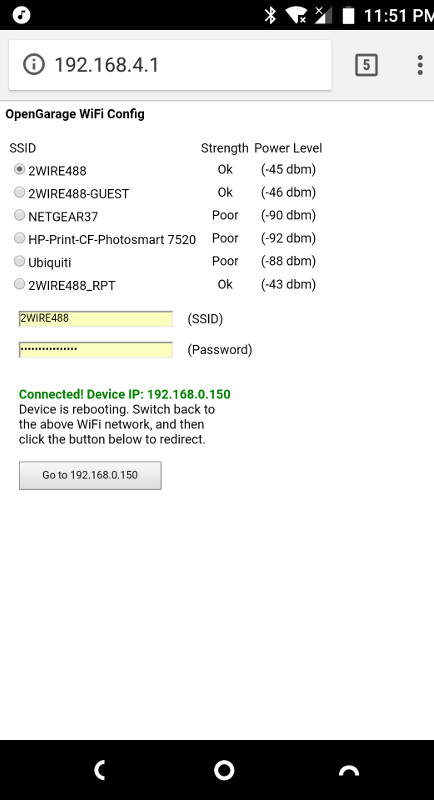 11:51 PM
192.168.4.1
5
OpenGarage WiFi Config
SSID Strength Power Level
2WIRE488 Ok (-45 dbm)
2WIRE488-GUEST Ok (-46 dbm)
NETGEAR37 Poor (-90 dbm)
HP-Print-CF-Photosmart 7520 Poor (-92 dbm)
Ubiquiti Poor (-88 dbm)
2WIRE488_RPT Ok (-43 dbm)
2WIRE488 (SSID)
•••••••••••••••• (Password)
Connected! Device IP: 192.168.0.150
Device is rebooting. Switch back to
the above WiFi network, and then
click the button below to redirect.
Go to 192.168.0.150